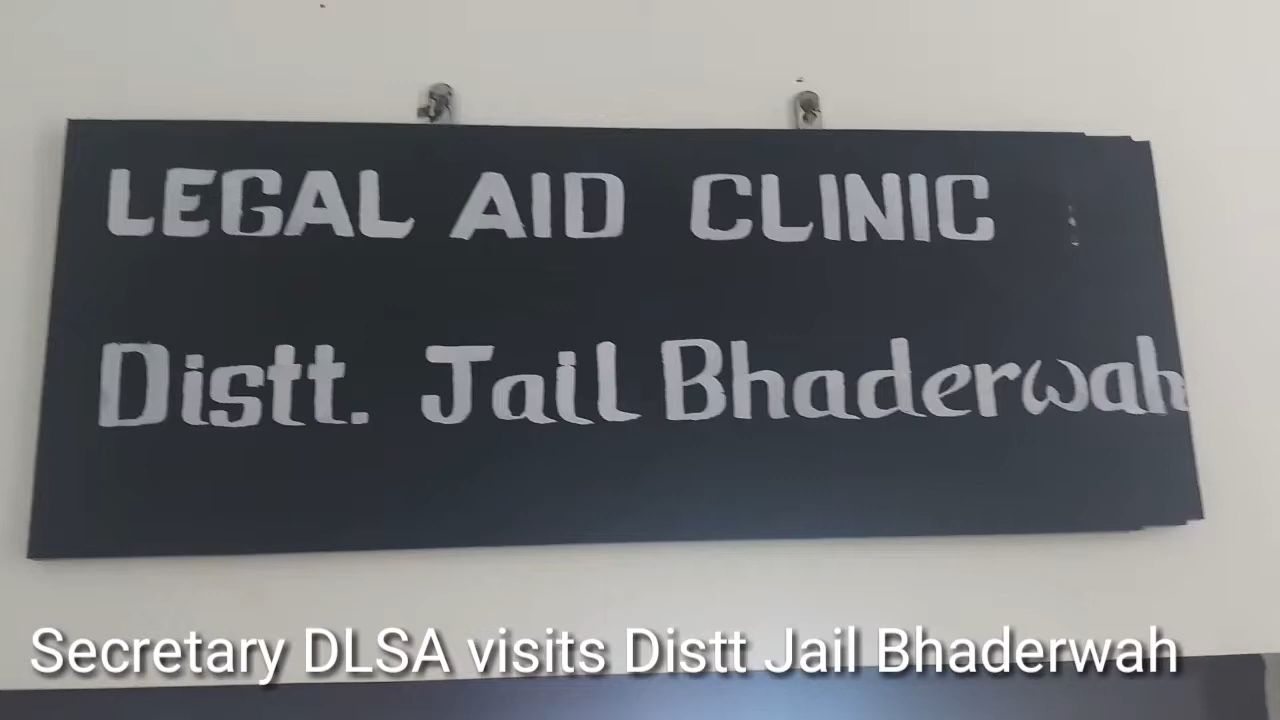 LEGAL AID CLINIC
Distt. Jail Bhaderwah
Secretary DLSA visits Distt Jail Bhaderwah